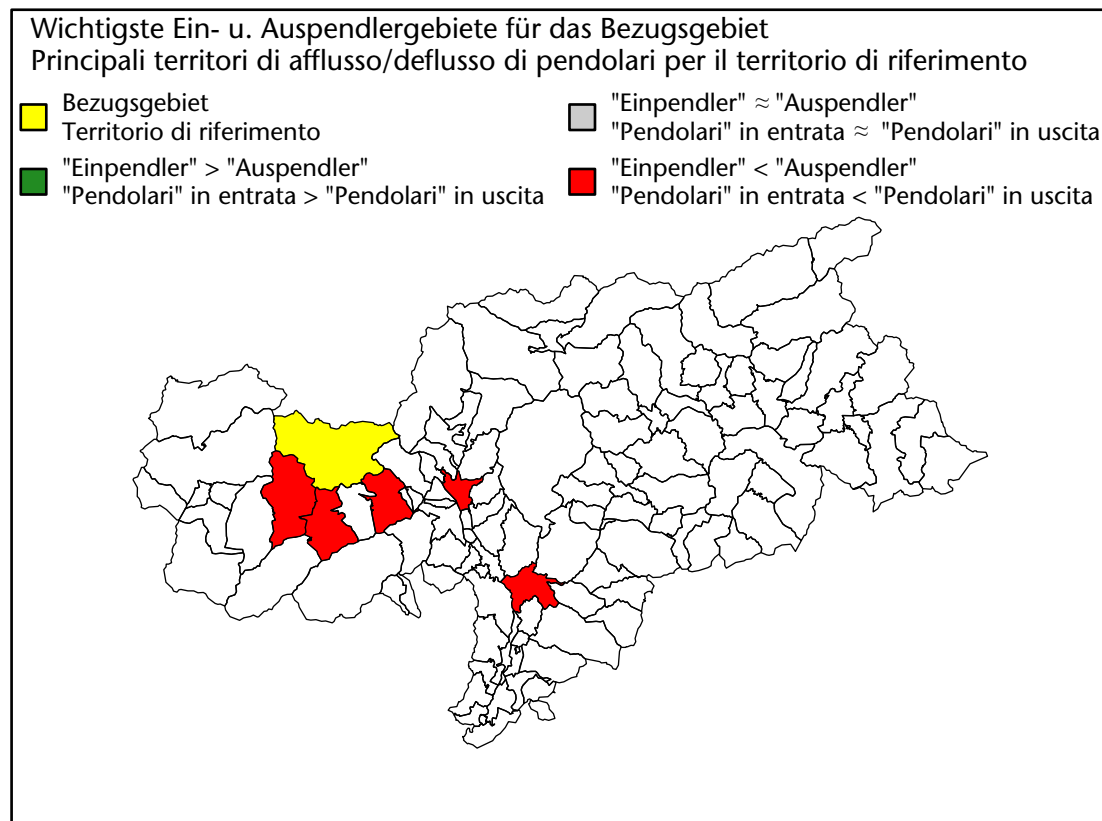 Wichtigste Ein- u. Auspendlergebiete für das Bezugsgebiet
Principali territori di afflusso/deflusso di pendolari per il territorio di riferimento
Bezugsgebiet
Territorio di riferimento
"Einpendler" > "Auspendler"
"Pendolari" in entrata > "Pendolari" in uscita
"Einpendler" ≈ "Auspendler"
"Pendolari" in entrata ≈ "Pendolari" in uscita
"Einpendler" < "Auspendler"
"Pendolari" in entrata < "Pendolari" in uscita